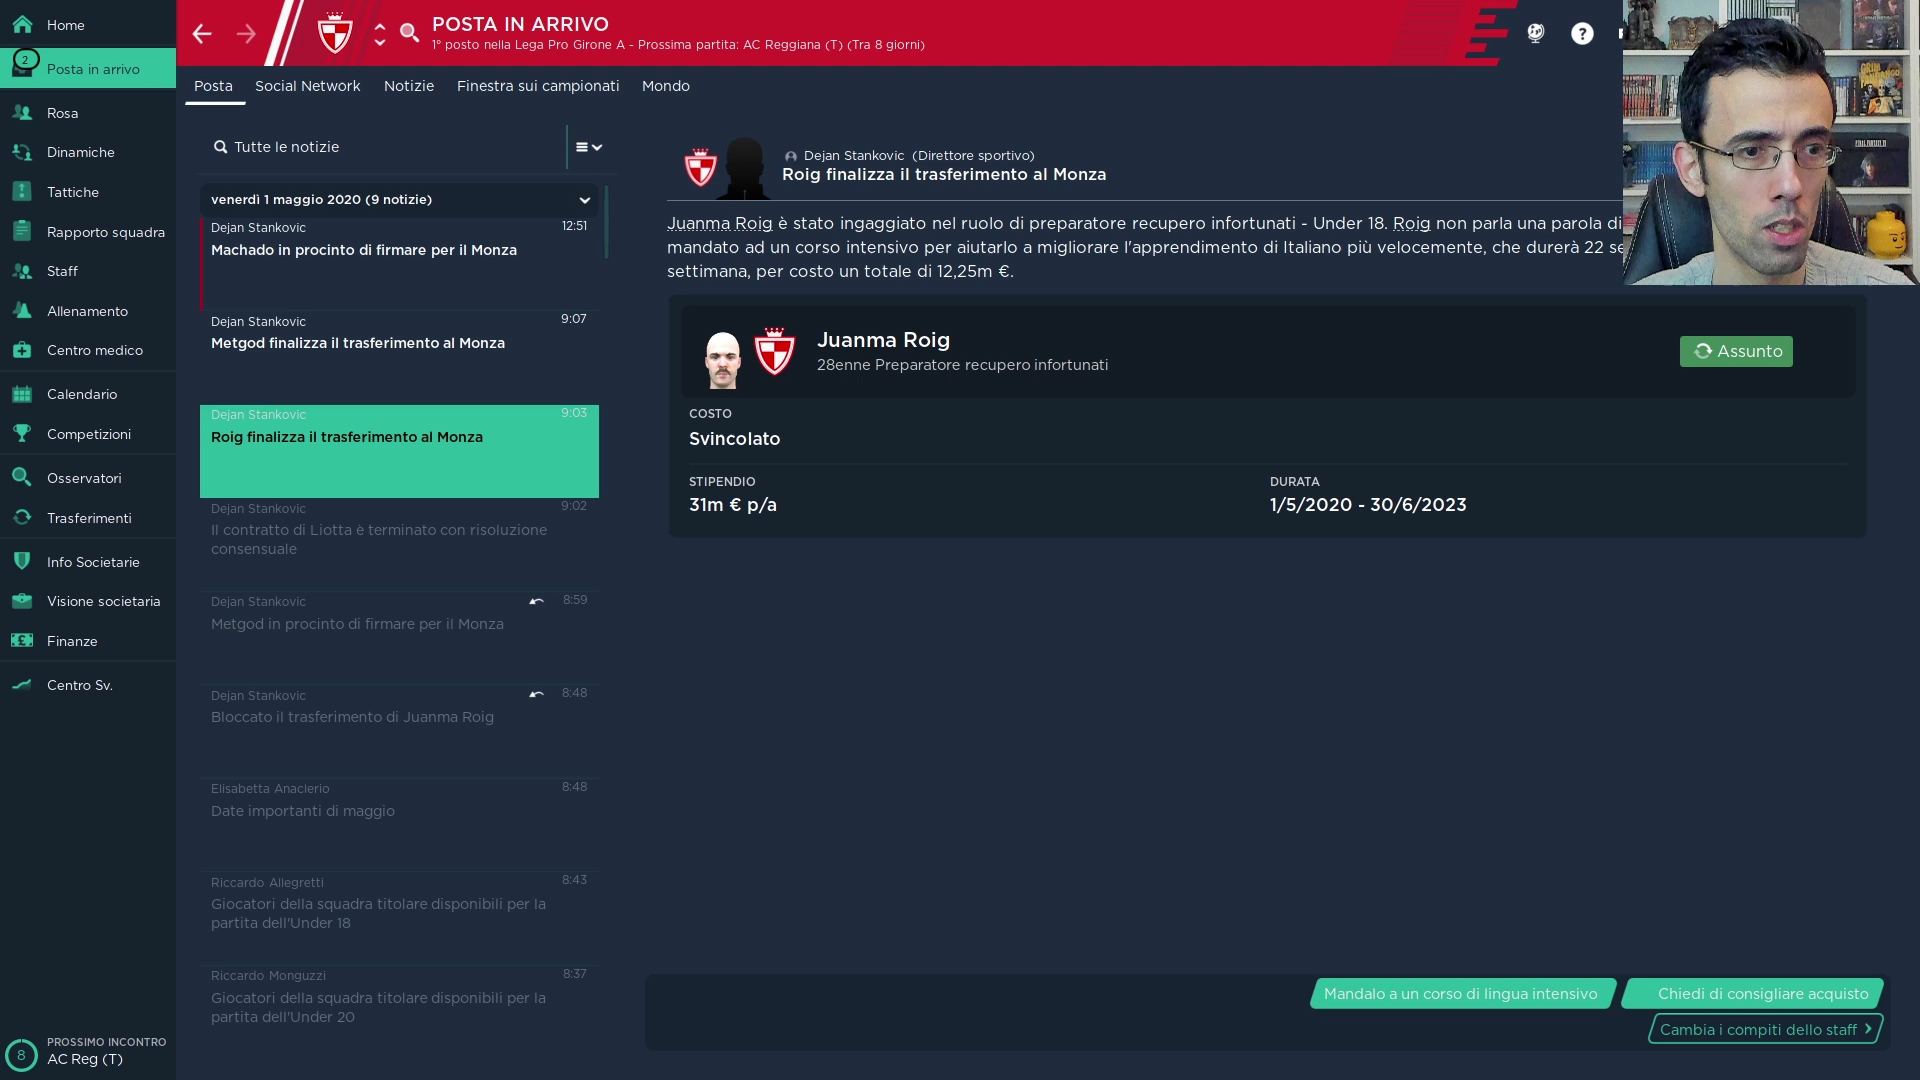 Home
2
Posta in arrivo
Rosa
Dinamiche
Tattiche
Rapporto squadra
Staff
Allenamento
Centro medico
Calendario
Competizioni
Osservatori
Trasferimenti
Info Societarie
Visione societaria
Finanze
Centro Sv.
8
PROSSIMO INCONTRO
AC Reg (T)
POSTA IN ARRIVO
1° posto nella Lega Pro Girone A - Prossima partita: AC Reggiana (T) (Tra 8 giorni)
?
Posta
Social Network
Notizie
Finestra sui campionati
Mondo
Tutte le notizie
venerdì 1 maggio 2020 (9 notizie)
Dejan Stankovic
12:51
Machado in procinto di firmare per il Monza
Dejan Stankovic
9:07
Metgod finalizza il trasferimento al Monza
Dejan Stankovic
9:03
Roig finalizza il trasferimento al Monza
Dejan Stankovic
9:02
Il contratto di Liotta è terminato con risoluzione
consensuale
Dejan Stankovic
8:59
Metgod in procinto di firmare per il Monza
Dejan Stankovic
8:48
Bloccato il trasferimento di Juanma Roig
Elisabetta Anaclerio
8:48
Date importanti di maggio
Riccardo Allegretti
8:43
Giocatori della squadra titolare disponibili per la
partita dell'Under 18
Riccardo Monguzzi
8:37
Giocatori della squadra titolare disponibili per la
partita dell'Under 20
Dejan Stankovic (Direttore sportivo)
Roig finalizza il trasferimento al Monza
Juanma Roig è stato ingaggiato nel ruolo di preparatore recupero infortunati - Under 18. Roig non parla una parola di
mandato ad un corso intensivo per aiutarlo a migliorare l'apprendimento di Italiano più velocemente, che durerà 22 se
settimana, per costo un totale di 12,25m €.
Juanma Roig
28enne Preparatore recupero infortunati
Assunto
COSTO
Svincolato
STIPENDIO
31m € p/a
DURATA
1/5/2020 - 30/6/2023
Mandalo a un corso di lingua intensivo
Chiedi di consigliare acquisto
Cambia i compiti dello staff
GRIM
FANDANGO